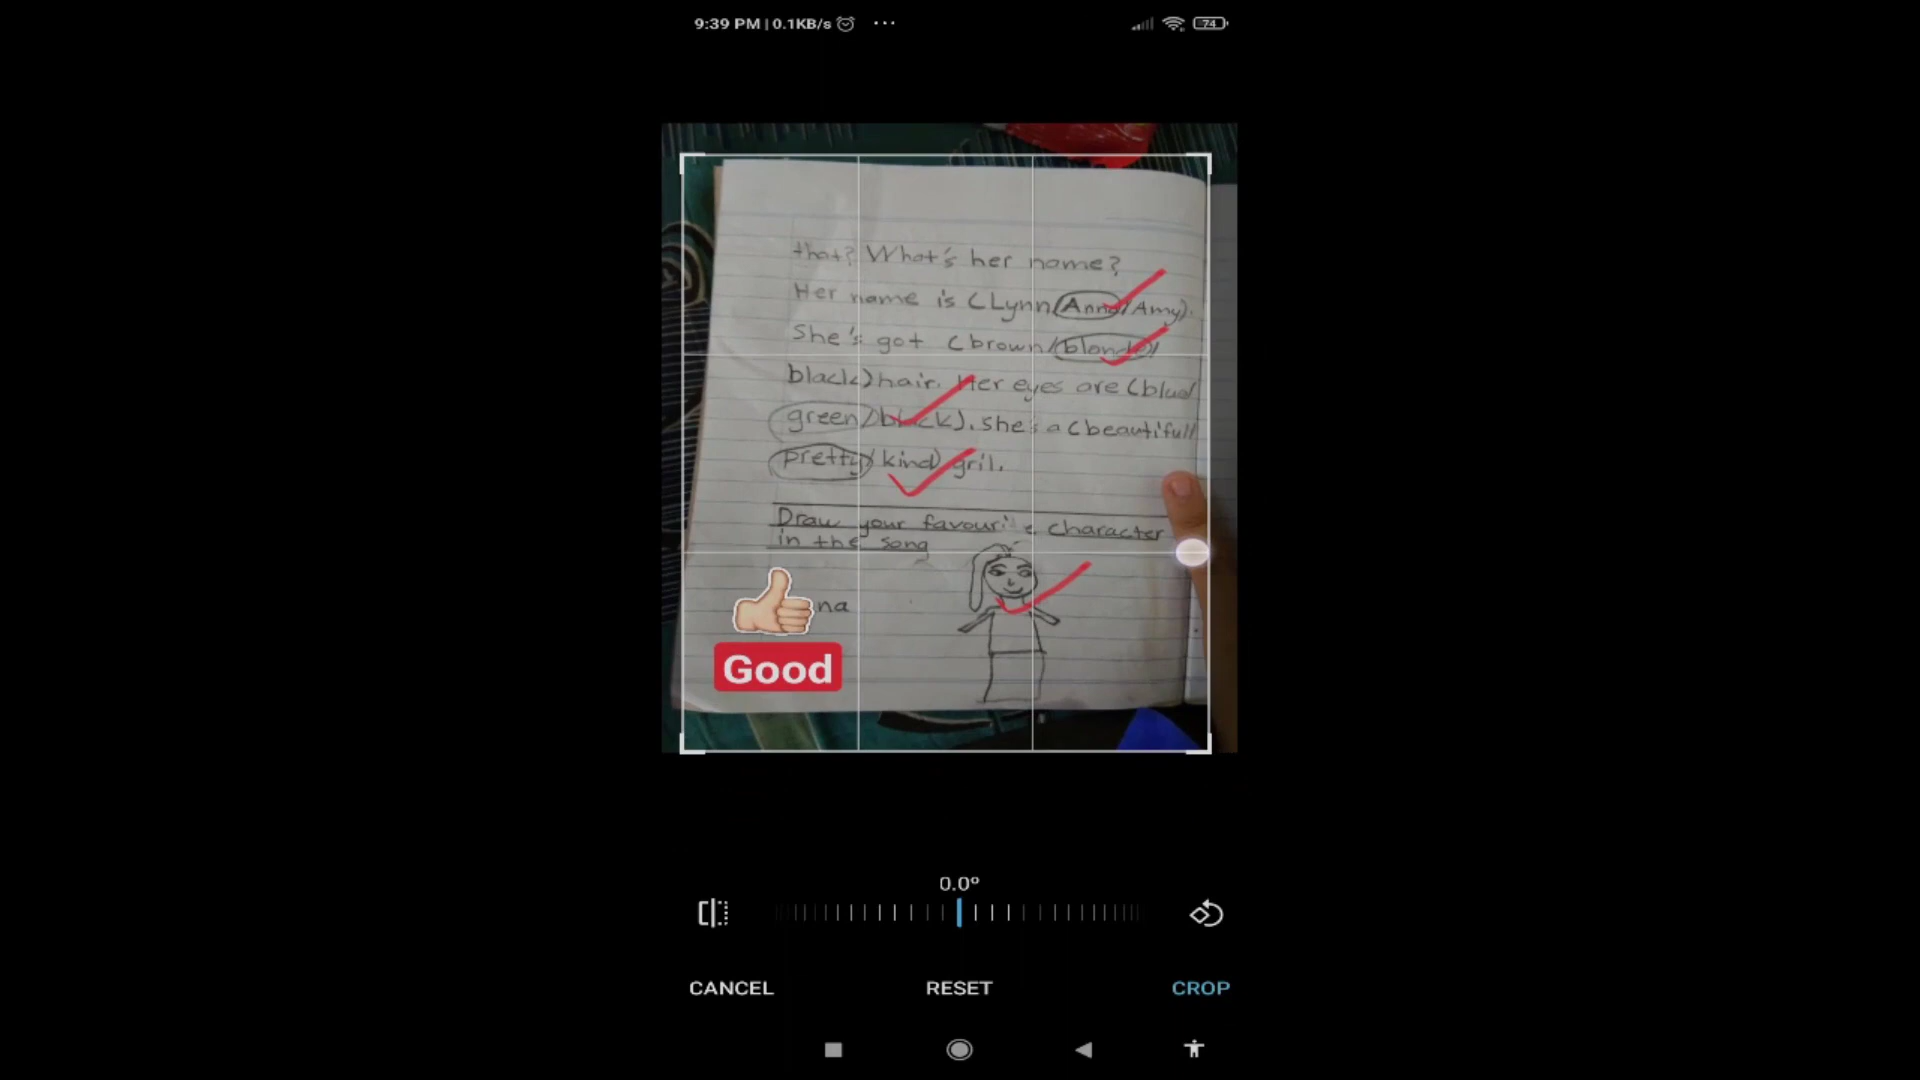 9:39 PM | 0.1KB/s ...
74
that? What's her name?
Her name is (Lynn/Anna/Amy).
She's got (brown/blonde/
black) hair. Her eyes are (blue/
green/black). She's a (beautifull/
pretty/kind) gril.
Draw your favourite character
in the song
na
Good
0.0°
CANCEL RESET CROP